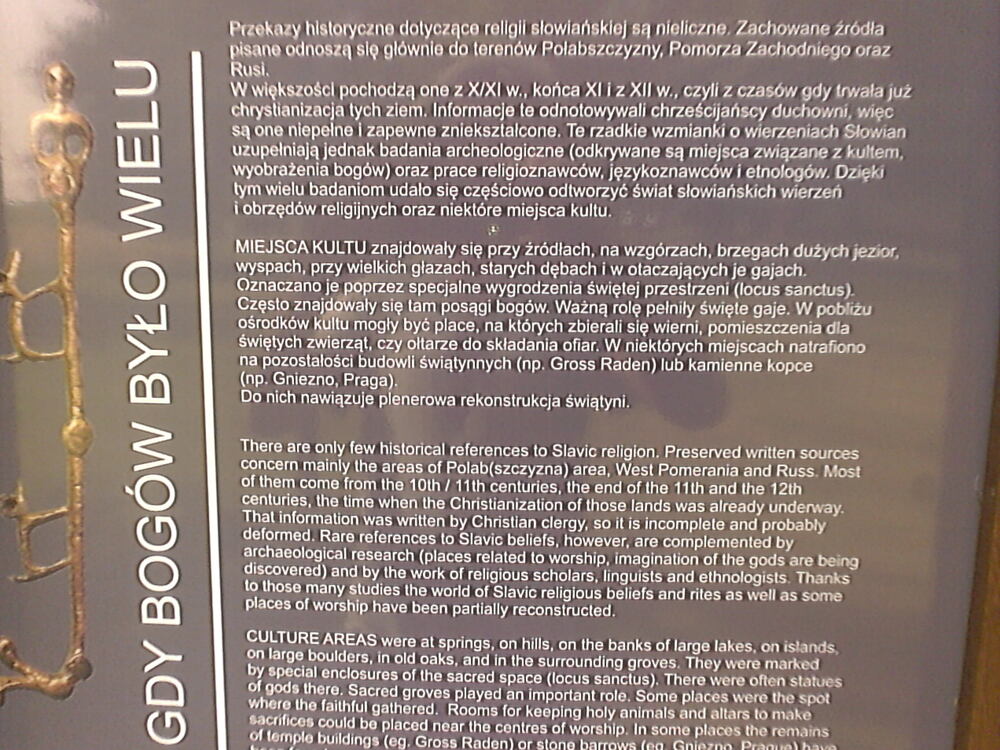 GDY BOGÓW BYŁO WIELU
Przekazy historyczne dotyczące religii słowiańskiej są nieliczne. Zachowane źródła
pisane odnoszą się głównie do terenów Połabszczyzny, Pomorza Zachodniego oraz
Rusi.
W większości pochodzą one z X/XI w., końca XI i z XII w., czyli z czasów gdy trwała już
chrystianizacja tych ziem. Informacje te odnotowywali chrześcijańscy duchowni, więc
są one niepełne i zapewne zniekształcone. Te rzadkie wzmianki o wierzeniach Słowian
uzupełniają jednak badania archeologiczne (odkrywane są miejsca związane z kultem,
wyobrażenia bogów) oraz prace religioznawców, językoznawców i etnologów. Dzięki
tym wielu badaniom udało się częściowo odtworzyć świat słowiańskich wierzeń
i obrzędów religijnych oraz niektóre miejsca kultu.
MIEJSCA KULTU znajdowały się przy źródłach, na wzgórzach, brzegach dużych jezior,
wyspach, przy wielkich głazach, starych dębach i w otaczających je gajach.
Oznaczano je poprzez specjalne wygrodzenia świętej przestrzeni (locus sanctus).
Często znajdowały się tam posągi bogów. Ważną rolę pełniły święte gaje. W pobliżu
ośrodków kultu mogły być place, na których zbierali się wierni, pomieszczenia dla
świętych zwierząt, czy ołtarze do składania ofiar. W niektórych miejscach natrafiono
na pozostałości budowli świątynnych (np. Gross Raden) lub kamienne kopce
(np. Gniezno, Praga).
Do nich nawiązuje plenerowa rekonstrukcja świątyni.
There are only few historical references to Slavic religion. Preserved written sources
concern mainly the areas of Polab(szczyzna) area, West Pomerania and Russ. Most
of them come from the 10th / 11th centuries, the end of the 11th and the 12th
centuries, the time when the Christianization of those lands was already underway.
That information was written by Christian clergy, so it is incomplete and probably
deformed. Rare references to Slavic beliefs, however, are complemented by
archaeological research (places related to worship, imagination of the gods are being
discovered) and by the work of religious scholars, linguists and ethnologists. Thanks
to those many studies the world of Slavic religious beliefs and rites as well as some
places of worship have been partially reconstructed.
CULTURE AREAS were at springs, on hills, on the banks of large lakes, on islands,
on large boulders, in old oaks, and in the surrounding groves. They were marked
by special enclosures of the sacred space (locus sanctus). There were often statues
of gods there. Sacred groves played an important role. Some places were the spot
where the faithful gathered. Rooms for keeping holy animals and altars to make
sacrifices could be placed near the centres of worship. In some places the remains
of temple buildings (eg. Gross Raden) or stone barrows (eg. Gniezno, Prague) have